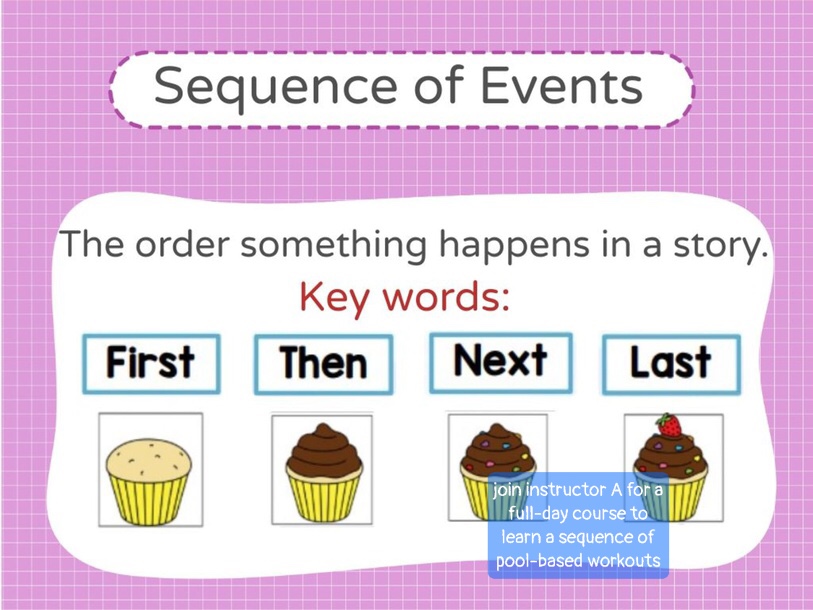 Sequence of Events
The order something happens in a story.
Key words:
First Then Next Last
join instructor A for a
full-day course to
learn a sequence of
pool-based workouts